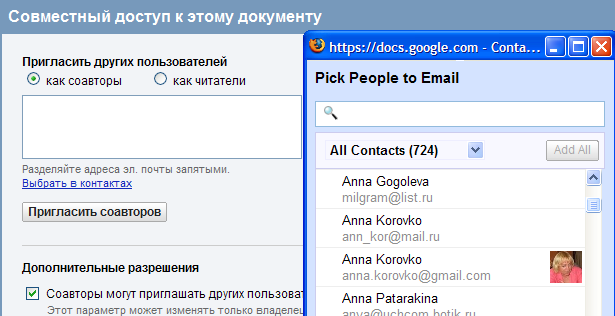 Совместный доступ к этому документу
Пригласить других пользователей
как соавторы
как читатели
Разделяйте адреса эл. почты запятыми.
Выбрать в контактах
Пригласить соавторов
Дополнительные разрешения
Соавторы могут приглашать других
Этот параметр может изменять только
https://docs.google.com - Conta...
Pick People to Email
All Contacts (724)
Add All
Anna Gogoleva
milgram@list.ru
Anna Korovko
ann_kor@mail.ru
Anna Korovko
anna.korovko@gmail.com
Anna Patarakina
anya@uchcom.botik.ru